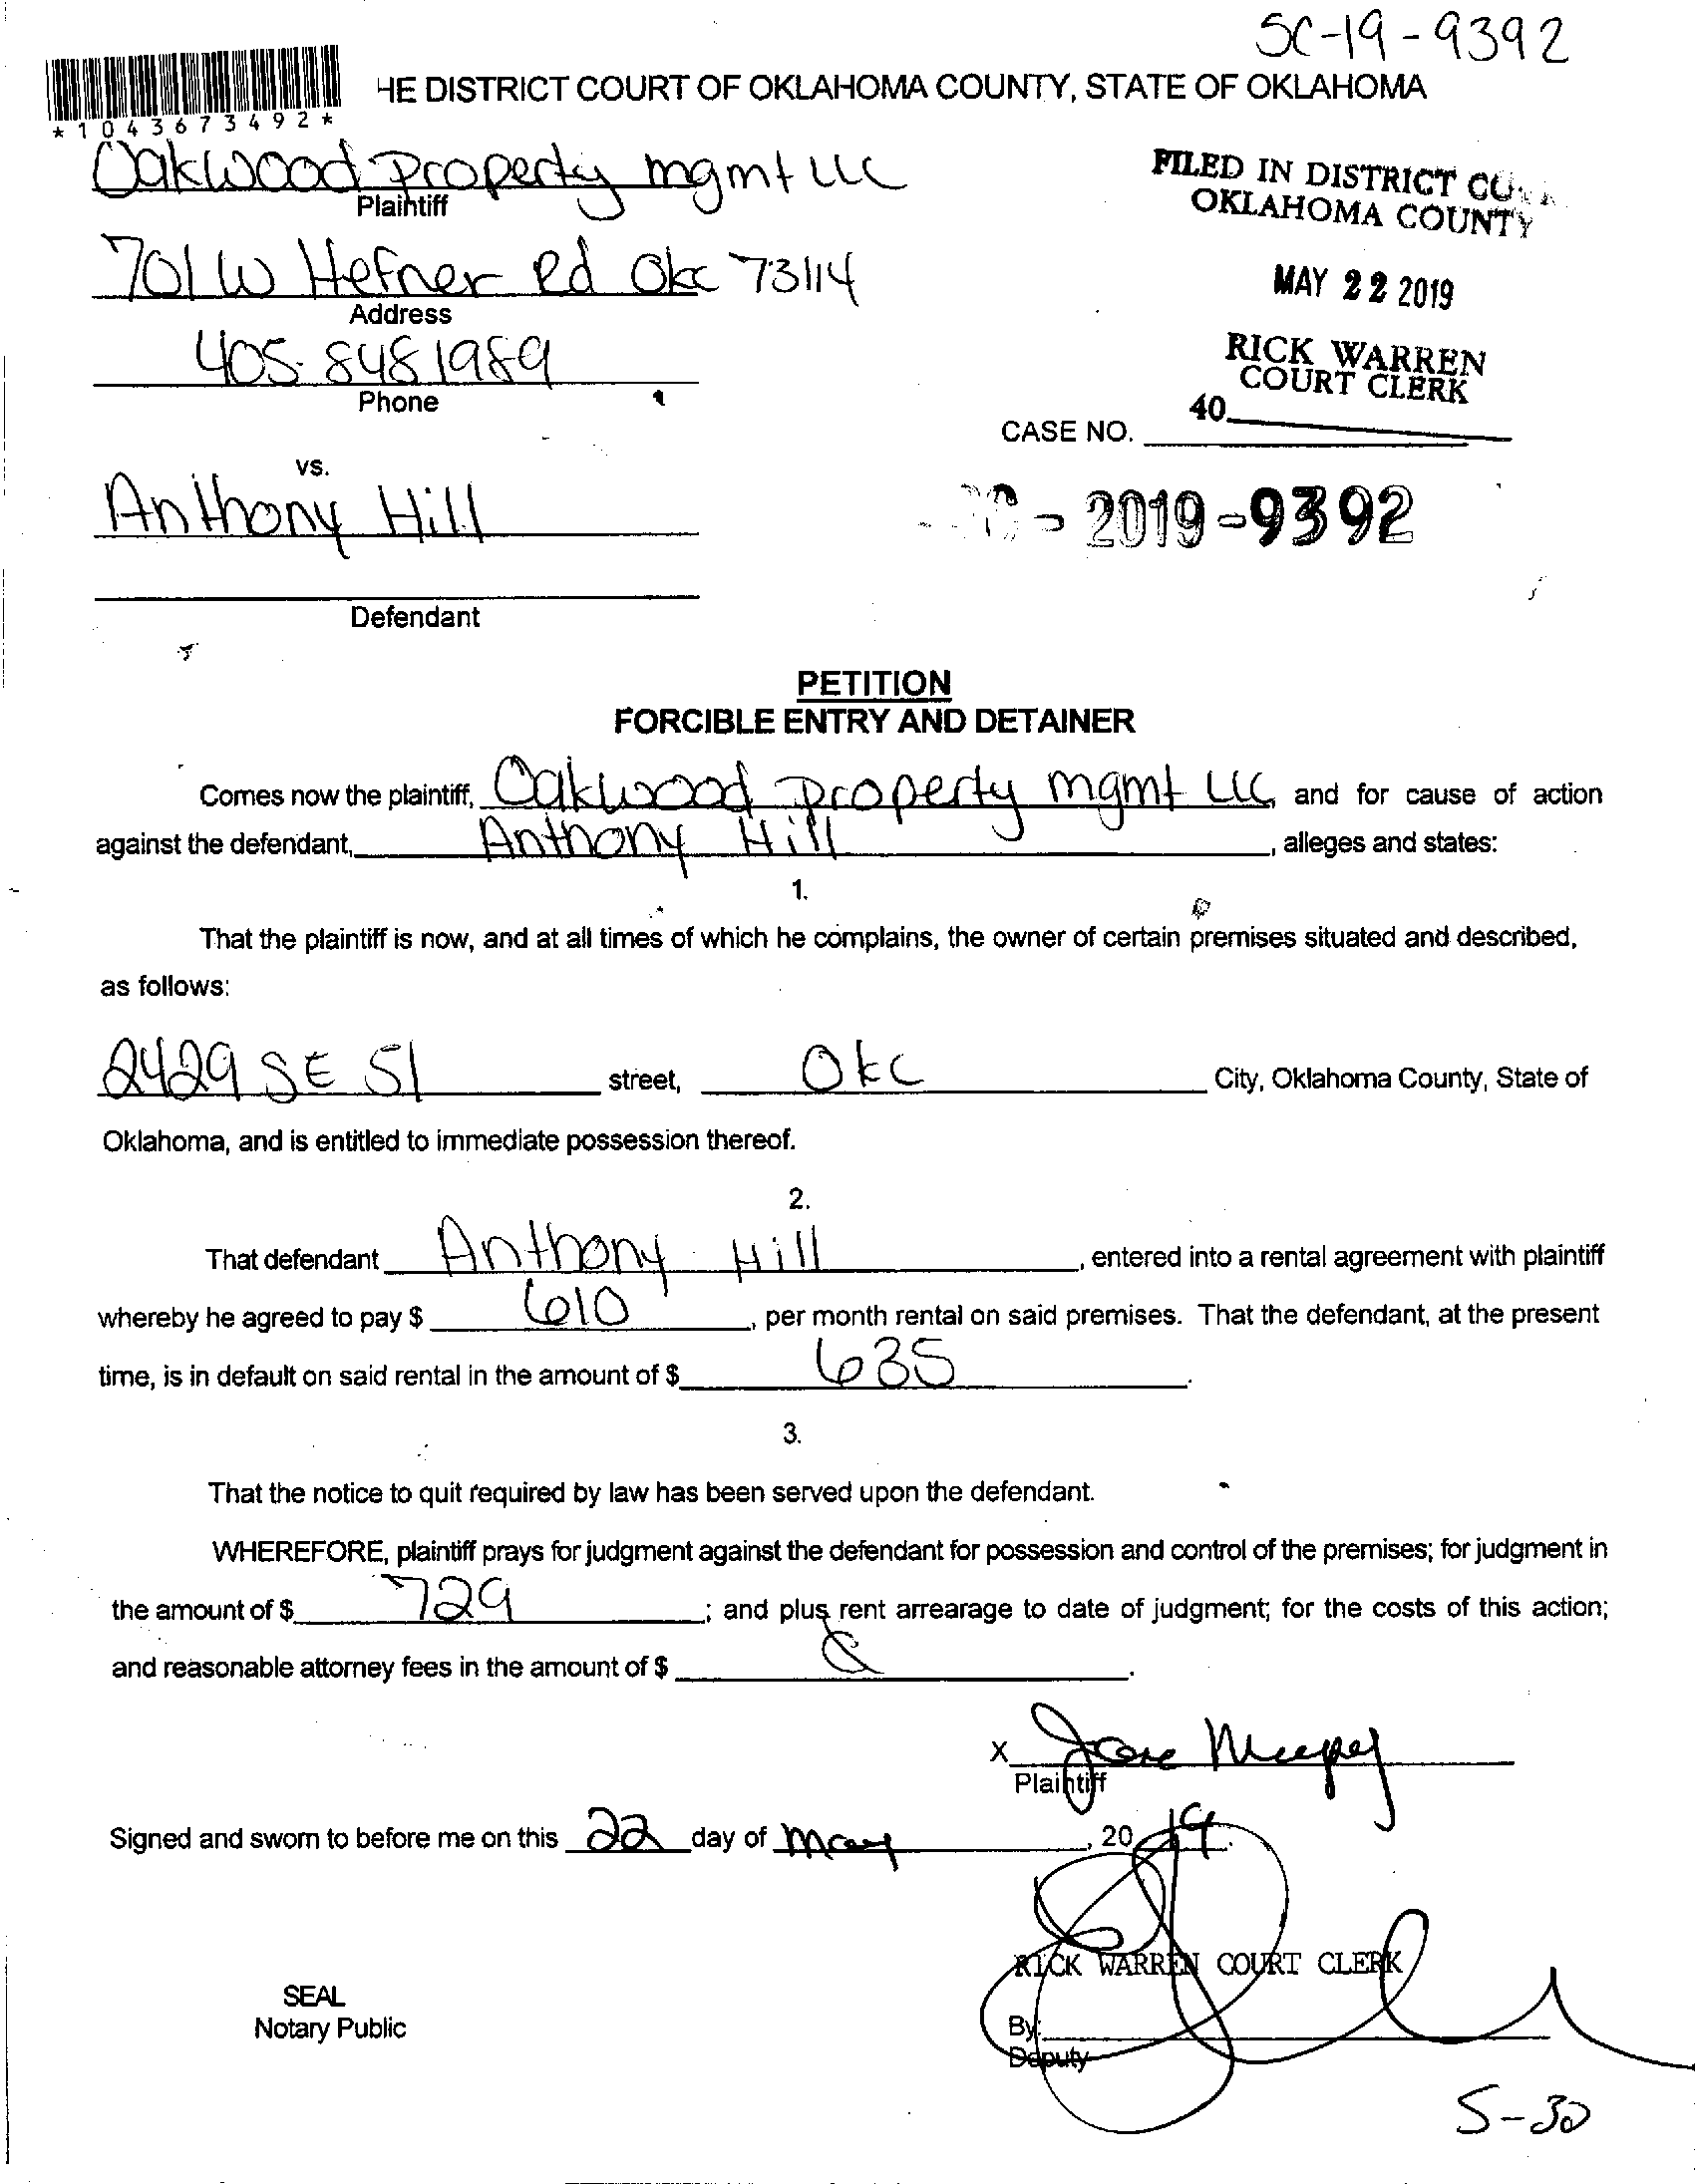 SC-19-9392
HE DISTRICT COURT OF OKLAHOMA COUNTY, STATE OF OKLAHOMA
*1043673492*
Oakwood Property mgmt LLC
Plaintiff
701 W Hefner Rd Okc 73114
Address
405-848 1989
Phone
FILED IN DISTRICT COURT
OKLAHOMA COUNTY
MAY 22 2019
RICK WARREN
COURT CLERK
40
CASE NO.
vs.
Anthony Hill
- 2019-9392
Defendant
PETITION
FORCIBLE ENTRY AND DETAINER
Comes now the plaintiff, Oakwood property mgmt LLC, and for cause of action
against the defendant, Anthony Hill, alleges and states:
1.
That the plaintiff is now, and at all times of which he complains, the owner of certain premises situated and described,
as follows:
2429 SE 51 street, Okc City, Oklahoma County, State of
Oklahoma, and is entitled to immediate possession thereof.
2.
That defendant Anthony Hill, entered into a rental agreement with plaintiff
whereby he agreed to pay $ 610, per month rental on said premises. That the defendant, at the present
time, is in default on said rental in the amount of $ 635.
3.
That the notice to quit required by law has been served upon the defendant.
WHEREFORE, plaintiff prays for judgment against the defendant for possession and control of the premises; for judgment in
the amount of $ 729; and plus rent arrearage to date of judgment; for the costs of this action;
and reasonable attorney fees in the amount of $
X
Plaintiff
Signed and sworn to before me on this 22 day of May, 2019.
RICK WARREN COURT CLERK
SEAL
Notary Public
By:
Deputy
5-30